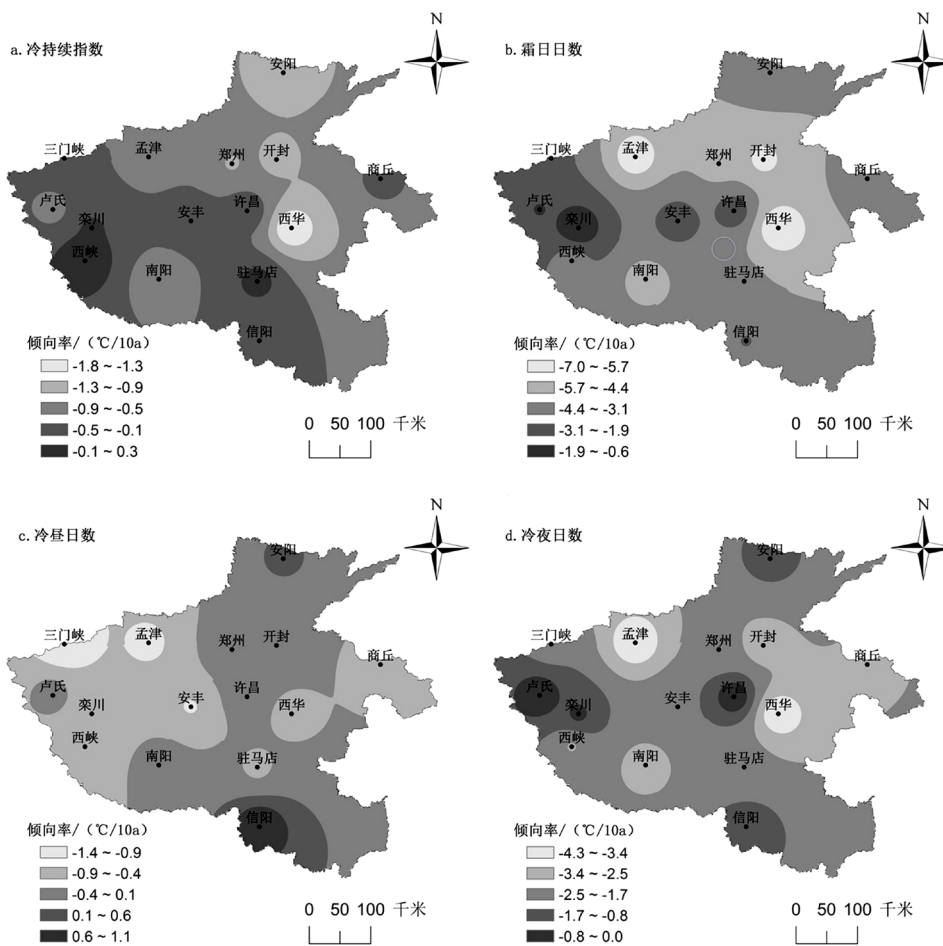 N
a.冷持续指数
安阳
三门峡
孟津
郑州
开封
商丘
卢氏
栾川
安丰
许昌
西华
西峡
南阳
驻马店
信阳
倾向率/（℃/10a）
-1.8 ~ -1.3
-1.3 ~ -0.9
-0.9 ~ -0.5
-0.5 ~ -0.1
-0.1 ~ 0.3
0 50 100 千米
N
b.霜日日数
安阳
三门峡
孟津
郑州
开封
商丘
卢氏
栾川
安丰
许昌
西华
西峡
南阳
驻马店
信阳
倾向率/（℃/10a）
-7.0 ~ -5.7
-5.7 ~ -4.4
-4.4 ~ -3.1
-3.1 ~ -1.9
-1.9 ~ -0.6
0 50 100 千米
N
c.冷昼日数
安阳
三门峡
孟津
郑州
开封
商丘
卢氏
栾川
安丰
许昌
西华
西峡
南阳
驻马店
信阳
倾向率/（℃/10a）
-1.4 ~ -0.9
-0.9 ~ -0.4
-0.4 ~ 0.1
0.1 ~ 0.6
0.6 ~ 1.1
0 50 100 千米
N
d.冷夜日数
安阳
三门峡
孟津
郑州
开封
商丘
卢氏
栾川
安丰
许昌
西华
西峡
南阳
驻马店
信阳
倾向率/（℃/10a）
-4.3 ~ -3.4
-3.4 ~ -2.5
-2.5 ~ -1.7
-1.7 ~ -0.8
-0.8 ~ 0.0
0 50 100 千米